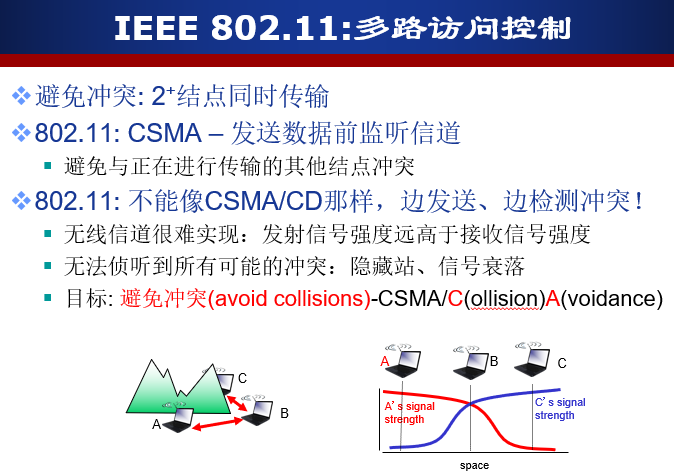 IEEE 802.11:多路访问控制
避免冲突: 2⁺结点同时传输
802.11: CSMA – 发送数据前监听信道
避免与正在进行传输的其他结点冲突
802.11: 不能像CSMA/CD那样，边发送、边检测冲突！
无线信道很难实现：发射信号强度远高于接收信号强度
无法侦听到所有可能的冲突：隐藏站、信号衰落
目标: 避免冲突(avoid collisions)-CSMA/C(ollision)A(voidance)
C
A
B
A
B
C
A's signal
strength
C's signal
strength
space